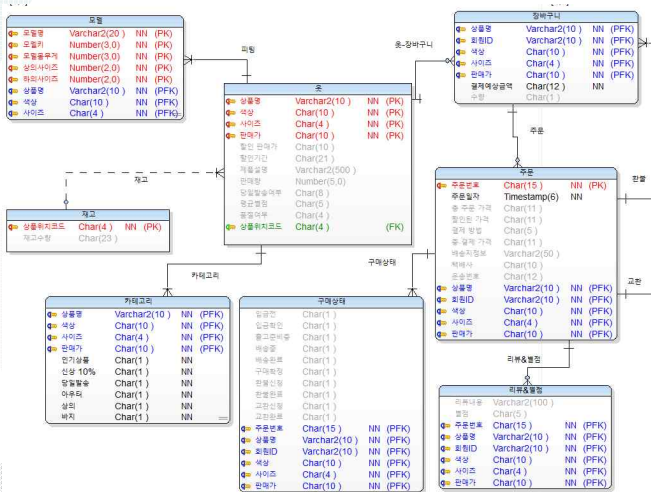 모델
모델명 Varchar2(20 ) NN (PK)
모델키 Number(3,0) NN (PK)
모델몸무게 Number(3,0) NN (PK)
상의사이즈 Number(2,0) NN (PK)
하의사이즈 Number(2,0) NN (PK)
상품명 Varchar2(10 ) NN (PFK)
색상 Char(10 ) NN (PFK)
사이즈 Char(4 ) NN (PFK)
피팅
옷-장바구니
장바구니
상품명 Varchar2(10 ) NN (PFK)
회원ID Varchar2(10 ) NN (PFK)
색상 Char(10 ) NN (PFK)
사이즈 Char(4 ) NN (PFK)
판매가 Char(10 ) NN (PFK)
결제예상금액 Char(12 ) NN
수량 Char(1 )
옷
상품명 Varchar2(10 ) NN (PK)
색상 Char(10 ) NN (PK)
사이즈 Char(4 ) NN (PK)
판매가 Char(10 ) NN (PK)
할인 판매가 Char(10 )
할인기간 Char(21 )
제품설명 Varchar2(500 )
판매량 Number(5,0)
당일발송여부 Char(8 )
평균별점 Char(5 )
품절여부 Char(4 )
상품위치코드 Char(4 ) (FK)
주문
재고
재고
상품위치코드 Char(4 ) NN (PK)
재고수량 Char(23 )
주문
주문번호 Char(15 ) NN (PK)
주문일자 Timestamp(6) NN
총 주문 가격 Char(11 )
할인된 가격 Char(11 )
결제 방법 Char(5 )
총 결제 가격 Char(11 )
배송지정보 Varchar2(50 )
택배사 Char(10 )
운송번호 Char(12 )
상품명 Varchar2(10 ) NN (PFK)
회원ID Varchar2(10 ) NN (PFK)
색상 Char(10 ) NN (PFK)
사이즈 Char(4 ) NN (PFK)
판매가 Char(10 ) NN (PFK)
환불
교환
카테고리
구매상태
카테고리
상품명 Varchar2(10 ) NN (PFK)
색상 Char(10 ) NN (PFK)
사이즈 Char(4 ) NN (PFK)
판매가 Char(10 ) NN (PFK)
인기상품 Char(1 ) NN
신상 10% Char(1 ) NN
당일발송 Char(1 ) NN
아우터 Char(1 ) NN
상의 Char(1 ) NN
바지 Char(1 ) NN
구매상태
입금전 Char(1 )
입금확인 Char(1 )
출고준비중 Char(1 )
배송중 Char(1 )
배송완료 Char(1 )
구매확정 Char(1 )
환불신청 Char(1 )
환불완료 Char(1 )
교환신청 Char(1 )
교환완료 Char(1 )
주문번호 Char(15 ) NN (PFK)
상품명 Varchar2(10 ) NN (PFK)
회원ID Varchar2(10 ) NN (PFK)
색상 Char(10 ) NN (PFK)
사이즈 Char(4 ) NN (PFK)
판매가 Char(10 ) NN (PFK)
리뷰&별점
리뷰&별점
리뷰내용 Varchar2(100 )
별점 Char(5 )
주문번호 Char(15 ) NN (PFK)
상품명 Varchar2(10 ) NN (PFK)
회원ID Varchar2(10 ) NN (PFK)
색상 Char(10 ) NN (PFK)
사이즈 Char(4 ) NN (PFK)
판매가 Char(10 ) NN (PFK)